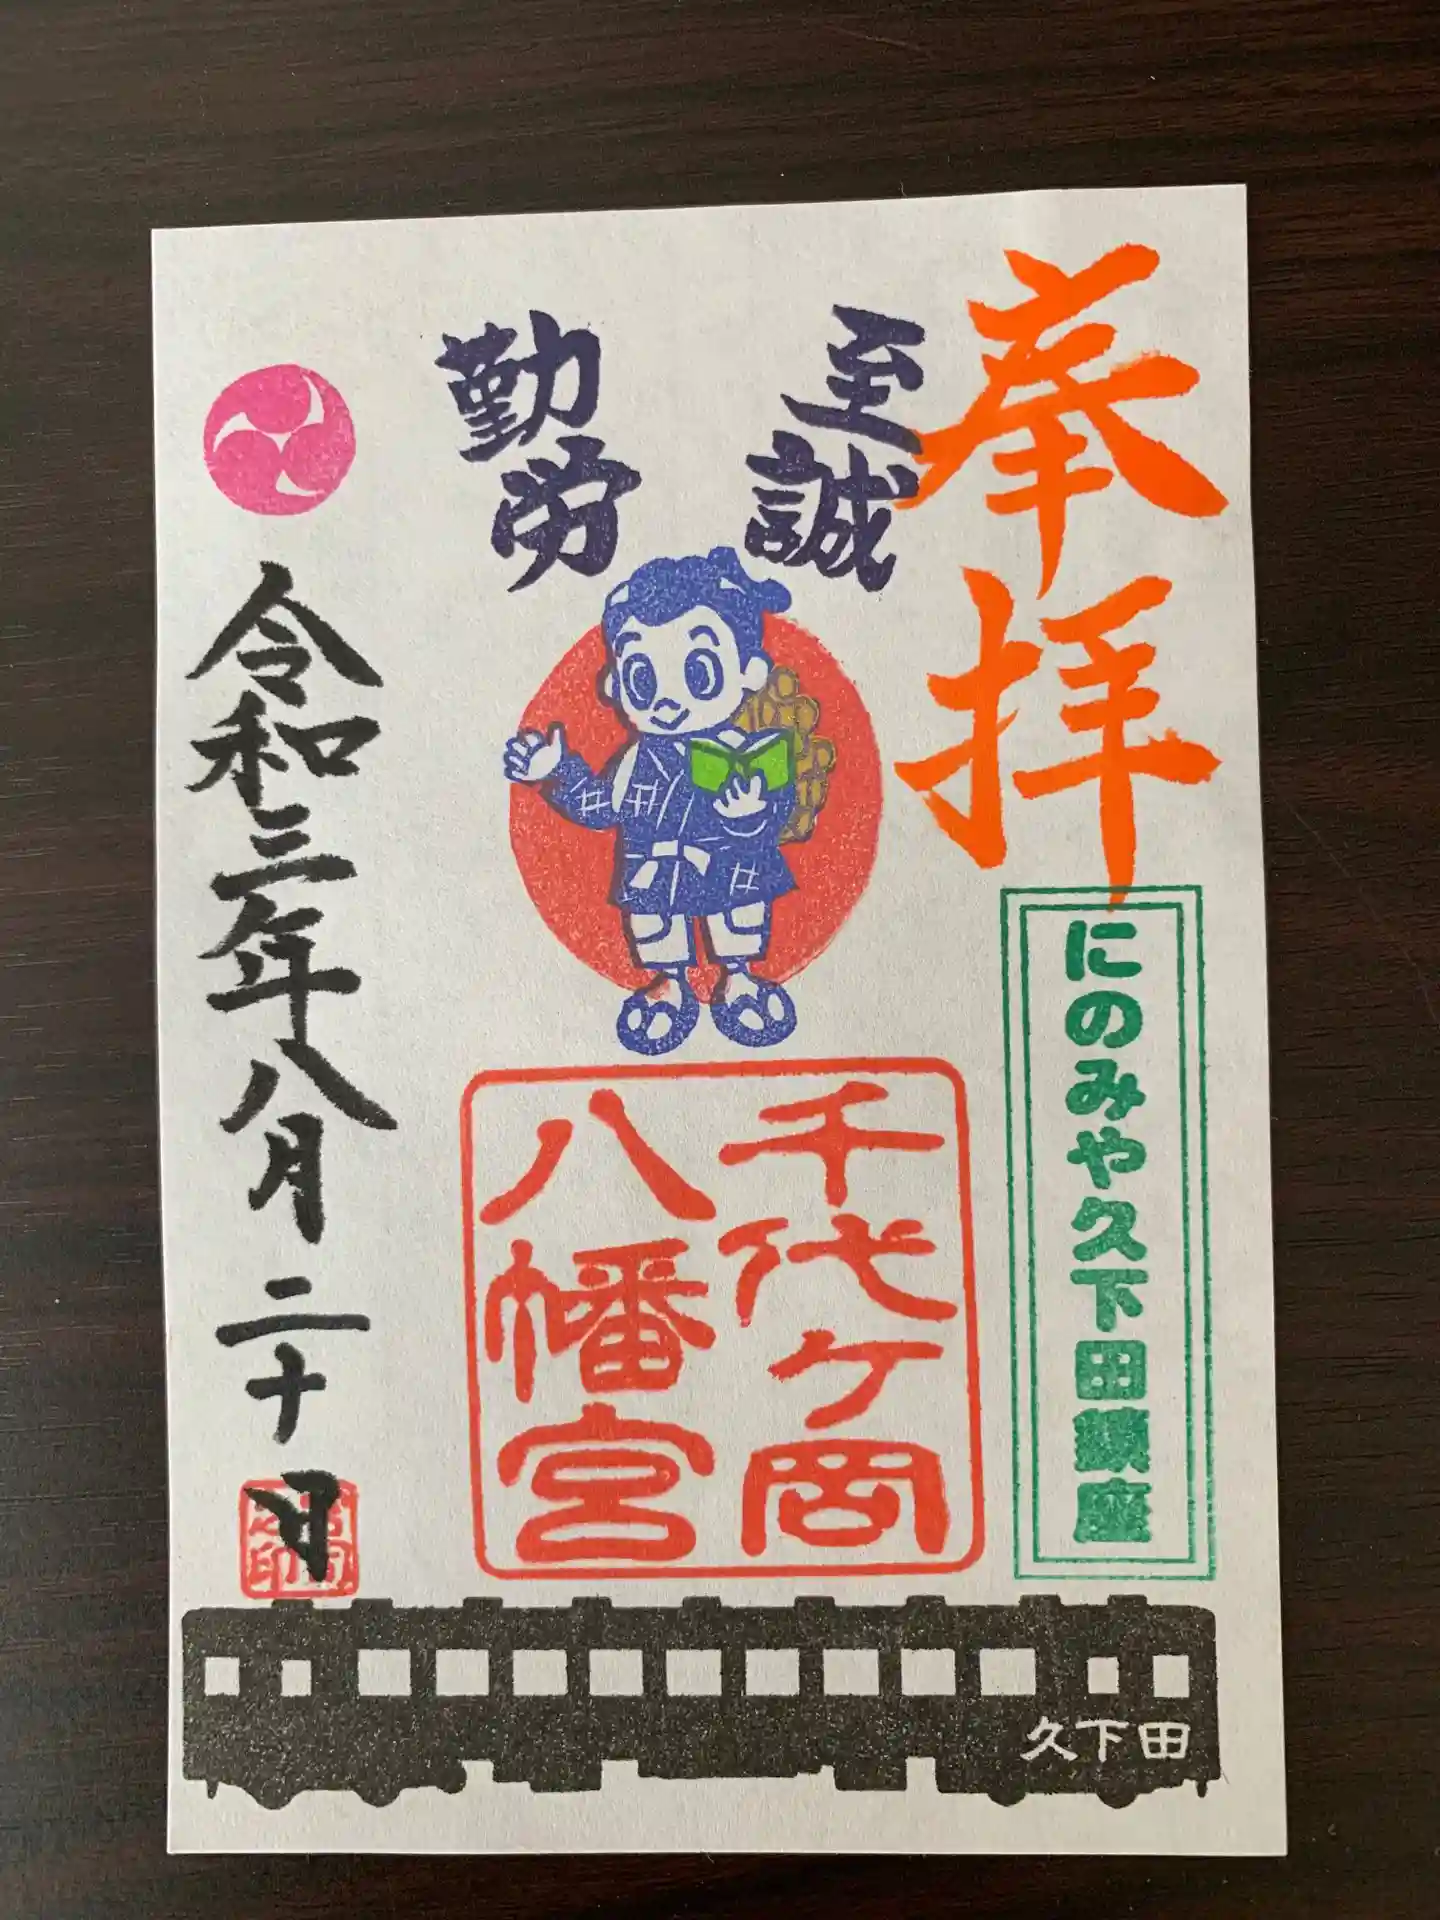 奉拝
至誠
勤労
にのみや久下田鎮座
千代ケ岡
八幡宮
令和三年八月二十日
久下田